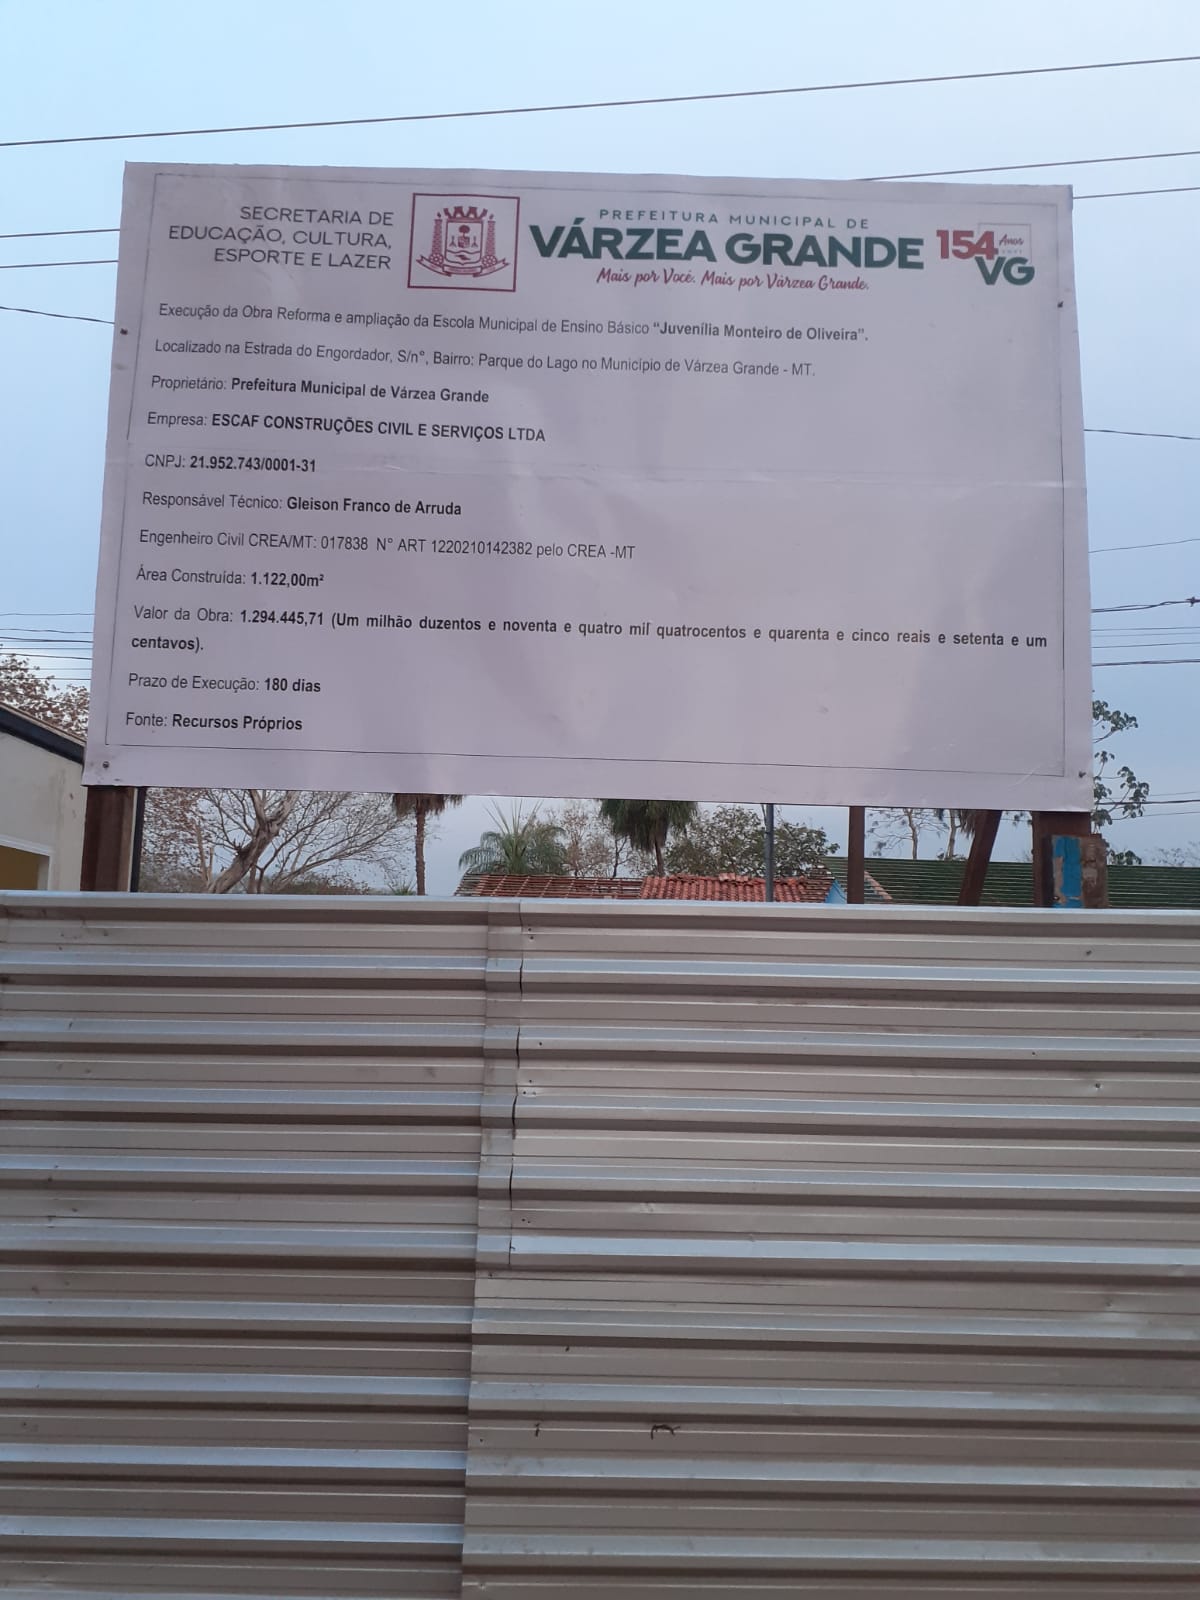 SECRETARIA DE
EDUCAÇÃO, CULTURA,
ESPORTE E LAZER
PREFEITURA MUNICIPAL DE
VÁRZEA GRANDE
Mais por Você. Mais por Várzea Grande.
154 Anos
VG
Execução da Obra Reforma e ampliação da Escola Municipal de Ensino Básico “Juvenília Monteiro de Oliveira”.
Localizado na Estrada do Engordador, S/n°, Bairro: Parque do Lago no Município de Várzea Grande - MT.
Proprietário: Prefeitura Municipal de Várzea Grande
Empresa: ESCAF CONSTRUÇÕES CIVIL E SERVIÇOS LTDA
CNPJ: 21.952.743/0001-31
Responsável Técnico: Gleison Franco de Arruda
Engenheiro Civil CREA/MT: 017838 N° ART 1220210142382 pelo CREA -MT
Área Construída: 1.122,00m²
Valor da Obra: 1.294.445,71 (Um milhão duzentos e noventa e quatro mil quatrocentos e quarenta e cinco reais e setenta e um
centavos).
Prazo de Execução: 180 dias
Fonte: Recursos Próprios